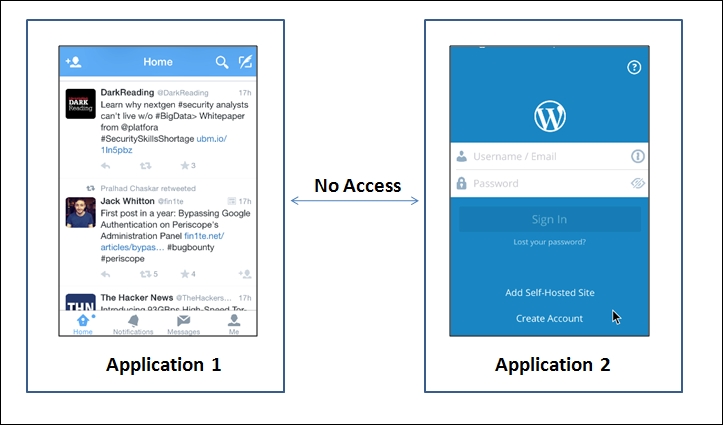 Home
DarkReading @DarkReading 17h
Learn why nextgen #security analysts
can't live w/o #BigData> Whitepaper
from @platfora
#SecuritySkillsShortage ubm.io/
1In5pbz
3
Pralhad Chaskar retweeted
Jack Whitton @fin1te 17h
First post in a year: Bypassing Google
Authentication on Periscope's
Administration Panel fin1te.net/
articles/bypas… #bugbounty
#periscope
5 4
The Hacker News @TheHackers... 17h
Introducing 93GBps High-Speed Tor-
Home Notifications Messages Me
Application 1
No Access
Username / Email
Password
Sign In
Lost your password?
Add Self-Hosted Site
Create Account
Application 2